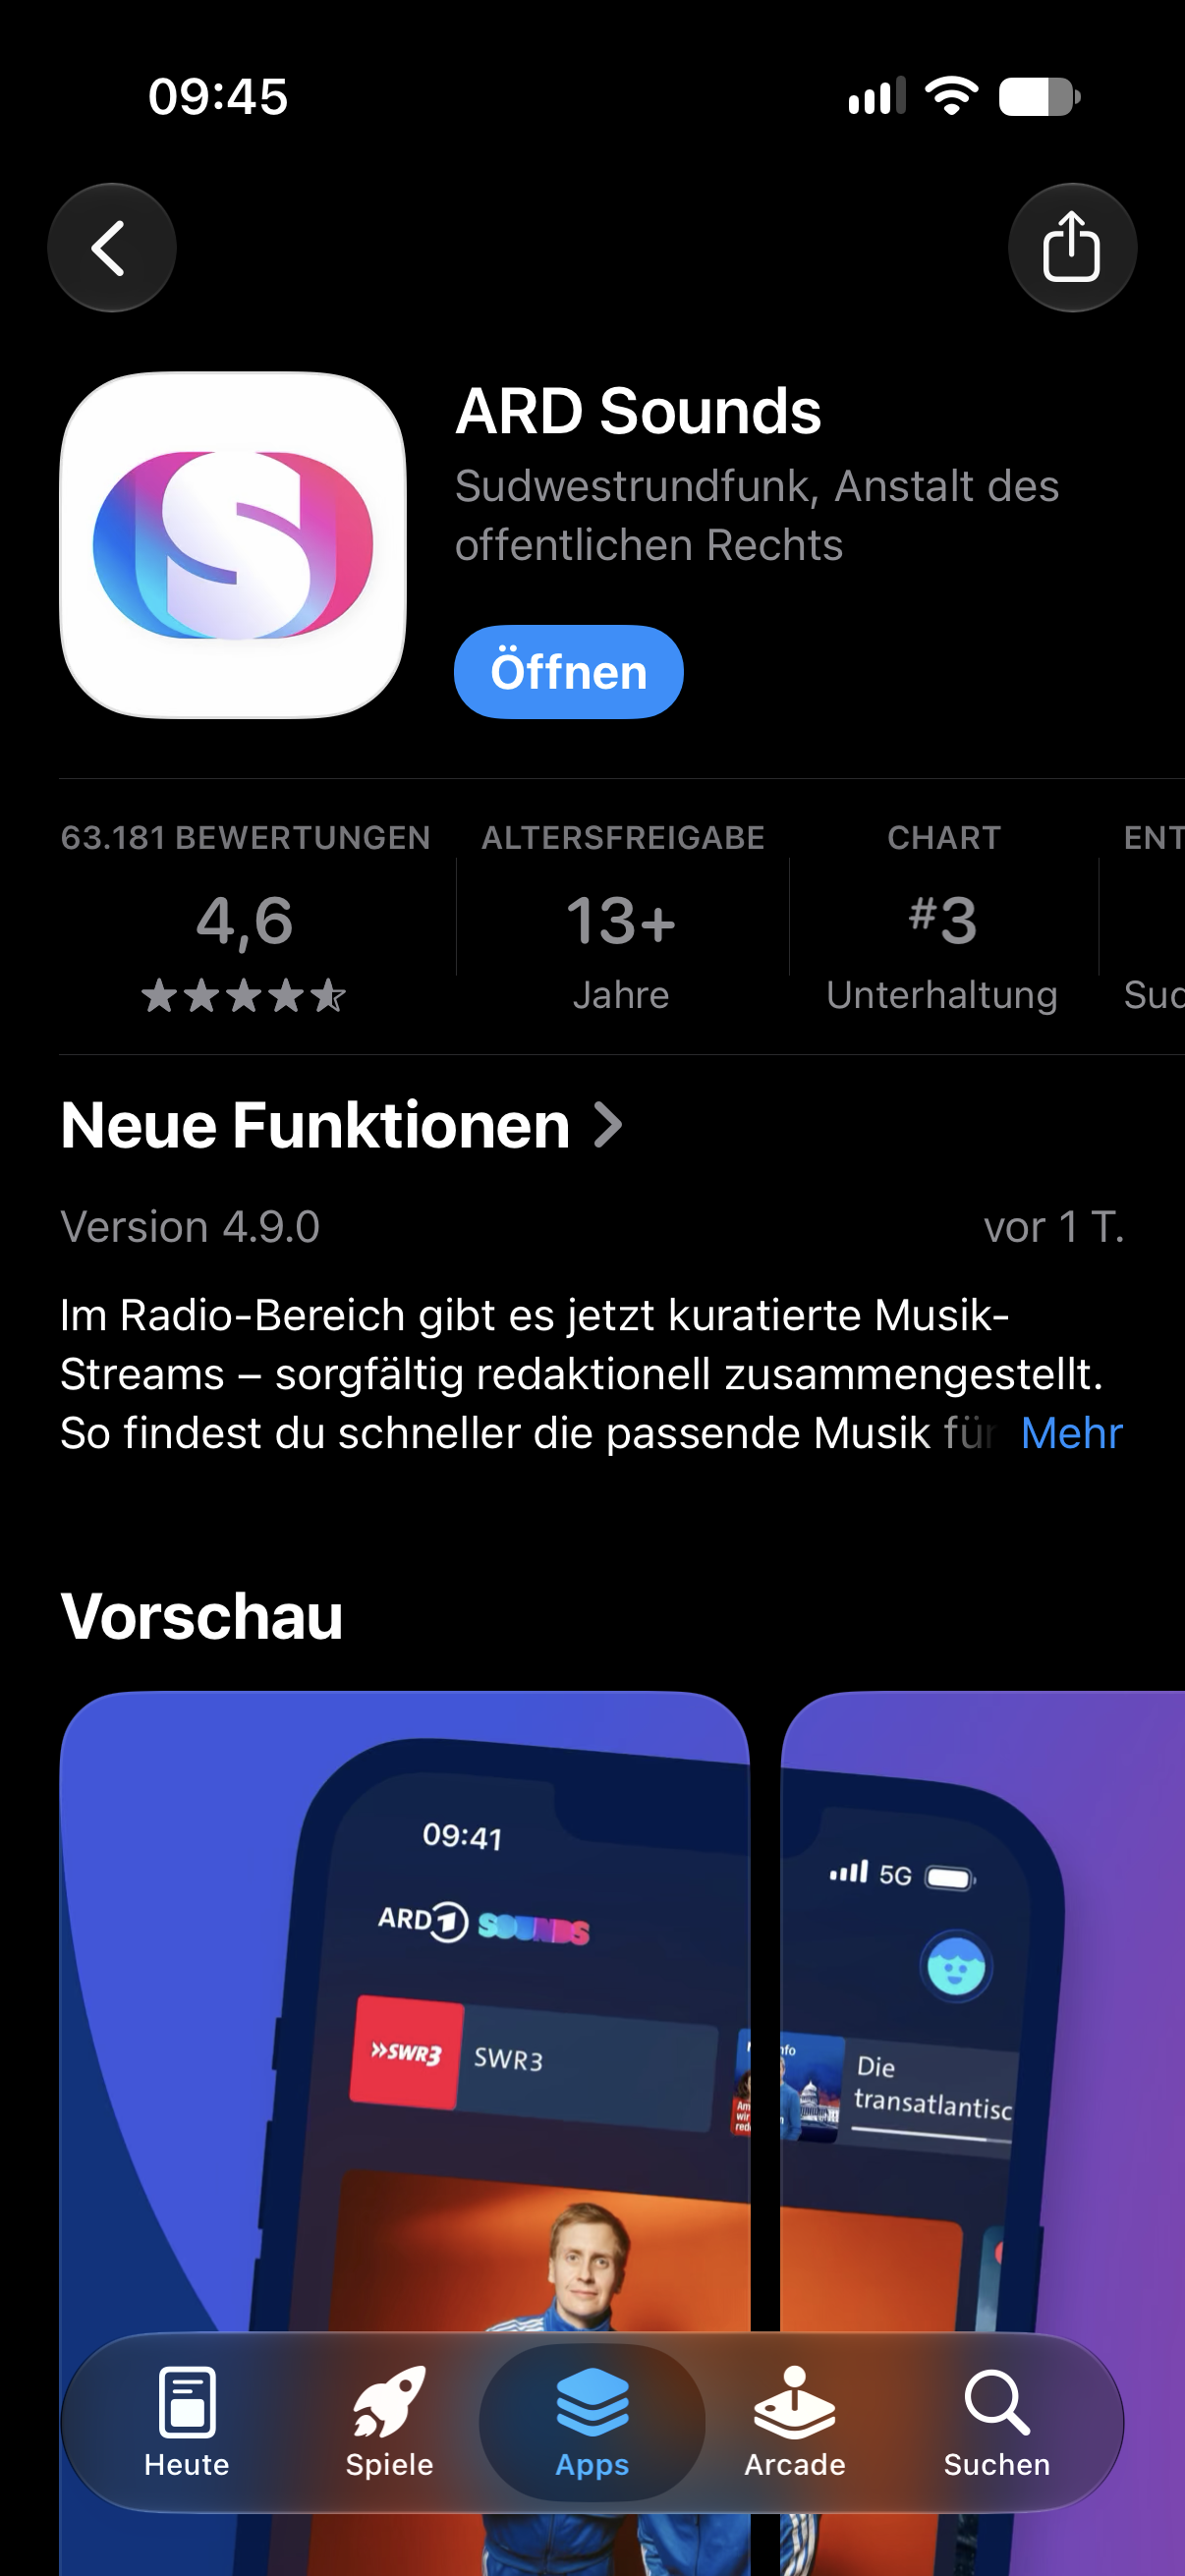 09:45
ARD Sounds
Sudwestrundfunk, Anstalt des
offentlichen Rechts
Öffnen
63.181 BEWERTUNGEN
4,6
ALTERSFREIGABE
13+
Jahre
CHART
#3
Unterhaltung
ENT
Sud
Neue Funktionen
Version 4.9.0
vor 1 T.
Im Radio-Bereich gibt es jetzt kuratierte Musik-
Streams – sorgfältig redaktionell zusammengestellt.
So findest du schneller die passende Musik für Mehr
Vorschau
09:41
5G
ARD 1 SOUNDS
SWR3
SWR3
Die
transatlantisc
Heute
Spiele
Apps
Arcade
Suchen